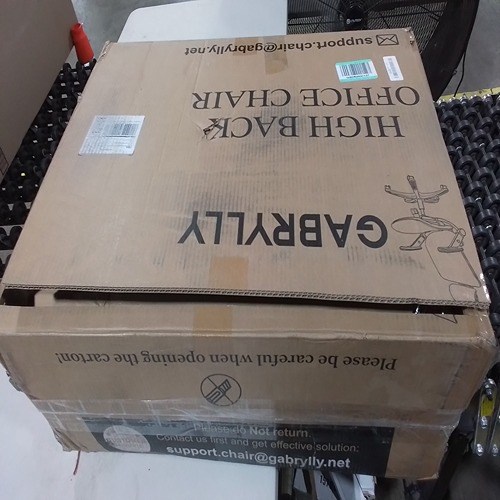 support.chair@gabrylly.net
HIGH BACK
OFFICE CHAIR
GABRYLLY
Please be careful when opening the carton!
Please do Not return
Contact us first and get effective solution:
support.chair@gabrylly.net